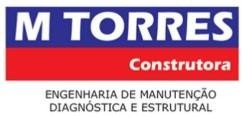 M TORRES
Construtora
ENGENHARIA DE MANUTENÇÃO
DIAGNÓSTICA E ESTRUTURAL